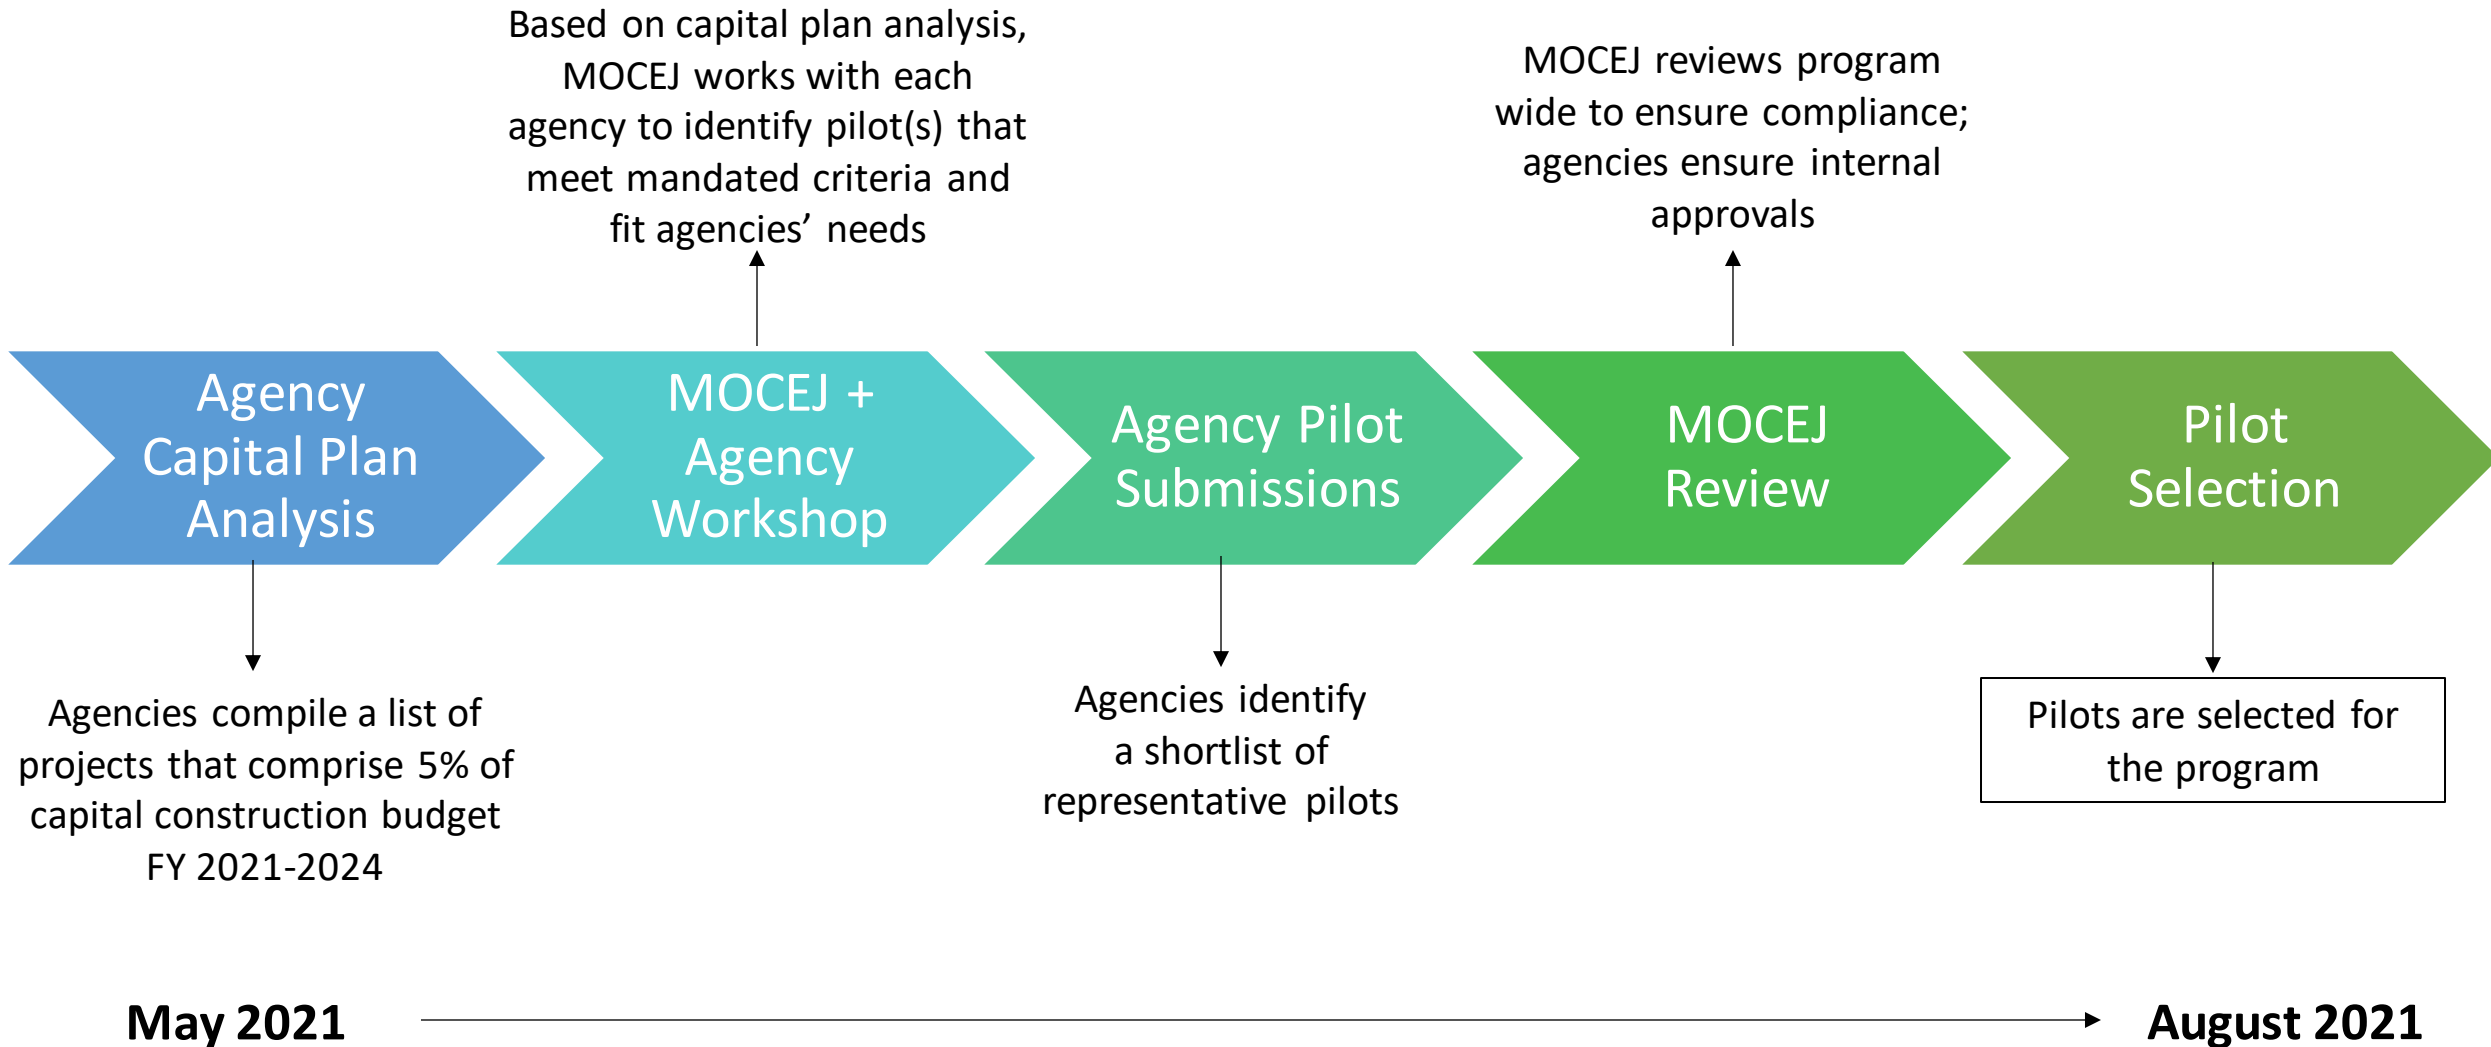 Based on capital plan analysis,
MOCEJ works with each
agency to identify pilot(s) that
meet mandated criteria and
fit agencies’ needs
MOCEJ reviews program
wide to ensure compliance;
agencies ensure internal
approvals
Agency
Capital Plan
Analysis
MOCEJ +
Agency
Workshop
Agency Pilot
Submissions
MOCEJ
Review
Pilot
Selection
Agencies compile a list of
projects that comprise 5% of
capital construction budget
FY 2021-2024
Agencies identify
a shortlist of
representative pilots
Pilots are selected for
the program
May 2021
August 2021